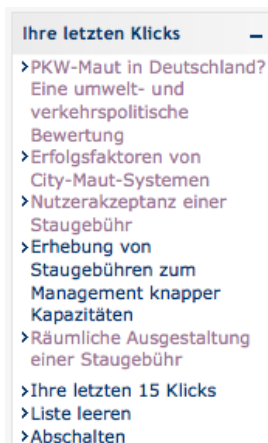 Ihre letzten Klicks –
>PKW-Maut in Deutschland?
Eine umwelt- und
verkehrspolitische
Bewertung
>Erfolgsfaktoren von
City-Maut-Systemen
>Nutzerakzeptanz einer
Staugebühr
>Erhebung von
Staugebühren zum
Management knapper
Kapazitäten
>Räumliche Ausgestaltung
einer Staugebühr
>Ihre letzten 15 Klicks
>Liste leeren
>Abschalten